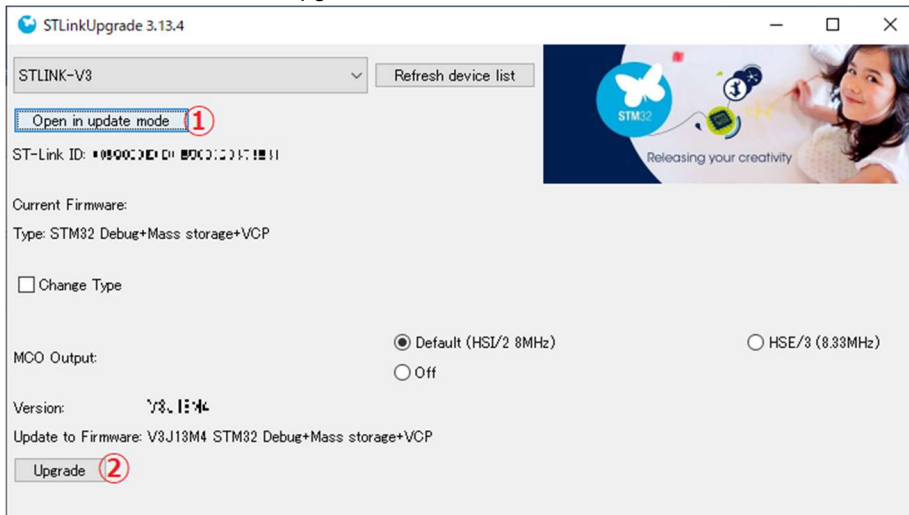 STLinkUpgrade 3.13.4
STLINK-V3
Refresh device list
Open in update mode ①
STM32
Releasing your creativity
ST-Link ID:
Current Firmware:
Type: STM32 Debug+Mass storage+VCP
Change Type
MCO Output:
Default (HSI/2 8MHz)
HSE/3 (8.33MHz)
Off
Version:
Update to Firmware: V3J13M4 STM32 Debug+Mass storage+VCP
Upgrade ②